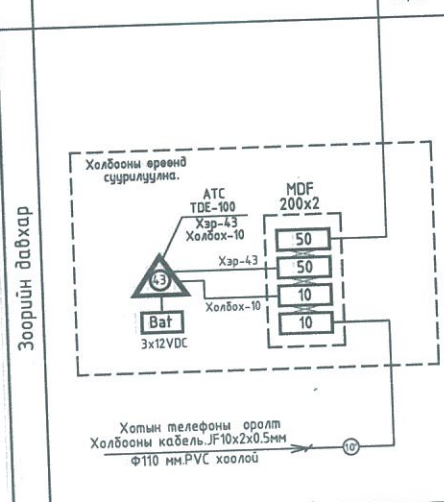 Зоорийн давхар
Холбооны өрөөнд
суурилуулна.
АТС
TDE-100
Хэр-43
Холбох-10
MDF
200x2
50
Хэр-43
50
43
10
Холбох-10
Bat
10
3x12VDC
Хотын телефоны оролт
Холбооны кабель.JF10x2x0.5мм
10'
Ф110 мм.PVC хоолой